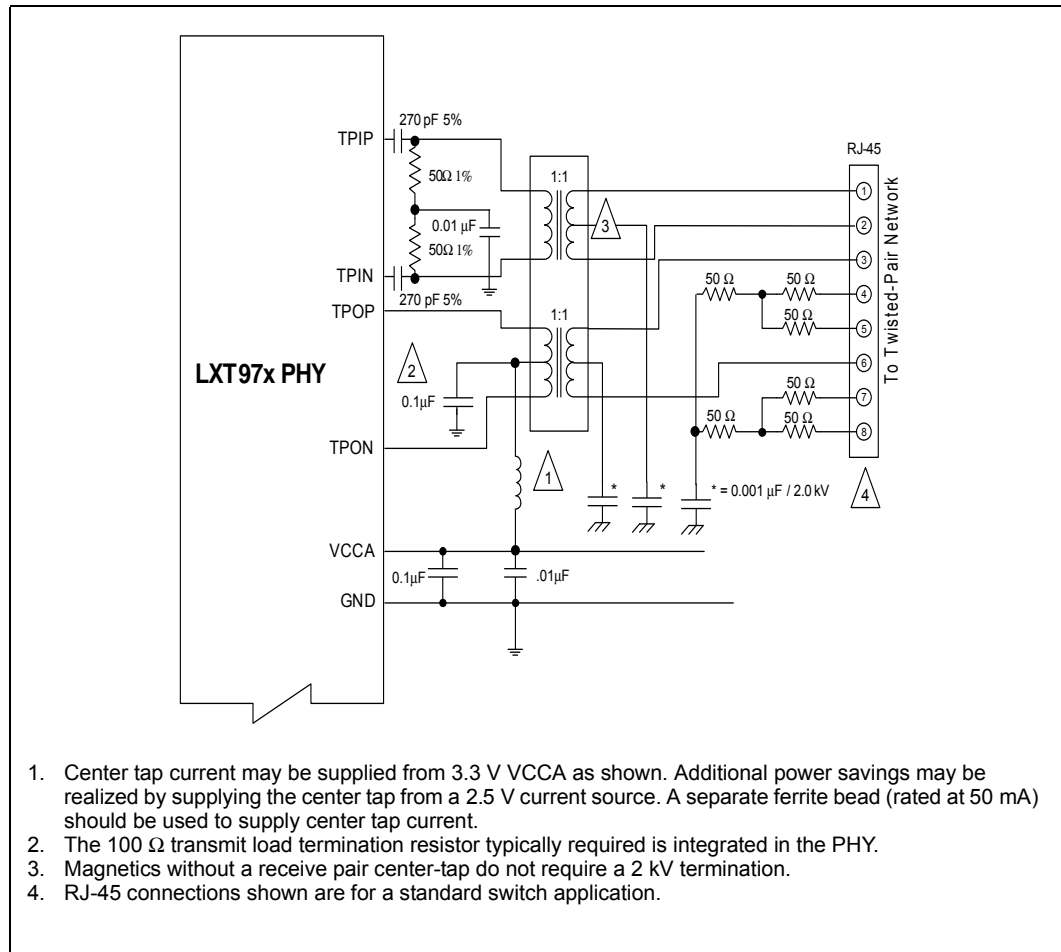 270 pF 5%
TPIP
RJ-45
1:1
50Ω 1%
1
2
3
0.01 µF
50Ω 1%
3
TPIN
270 pF 5%
50 Ω
50 Ω
4
TPOP
1:1
50 Ω
5
To Twisted-Pair Network
LXT97x PHY
2
6
0.1µF
50 Ω
7
50 Ω
50 Ω
8
TPON
1
4
*
*
* = 0.001 µF / 2.0 kV
VCCA
0.1µF
.01µF
GND
1. Center tap current may be supplied from 3.3 V VCCA as shown. Additional power savings may be
realized by supplying the center tap from a 2.5 V current source. A separate ferrite bead (rated at 50 mA)
should be used to supply center tap current.
2. The 100 Ω transmit load termination resistor typically required is integrated in the PHY.
3. Magnetics without a receive pair center-tap do not require a 2 kV termination.
4. RJ-45 connections shown are for a standard switch application.